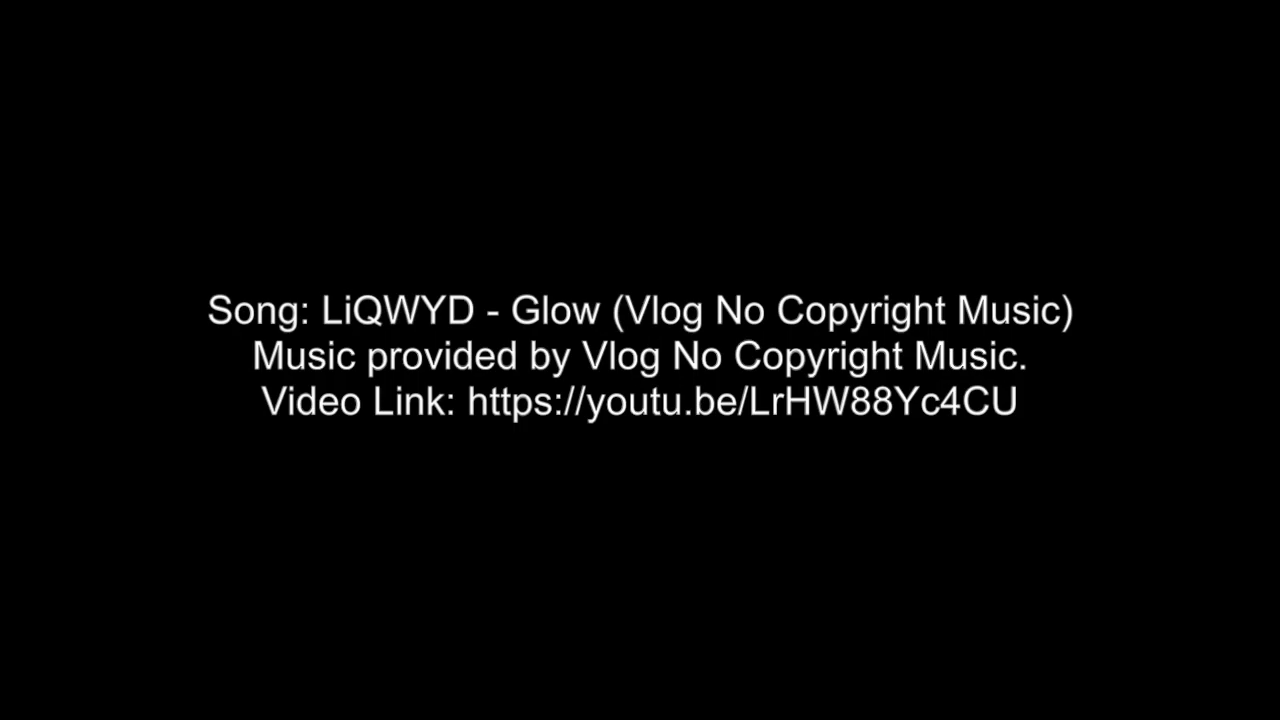 Song: LiQWYD - Glow (Vlog No Copyright Music)
Music provided by Vlog No Copyright Music.
Video Link: https://youtu.be/LrHW88Yc4CU